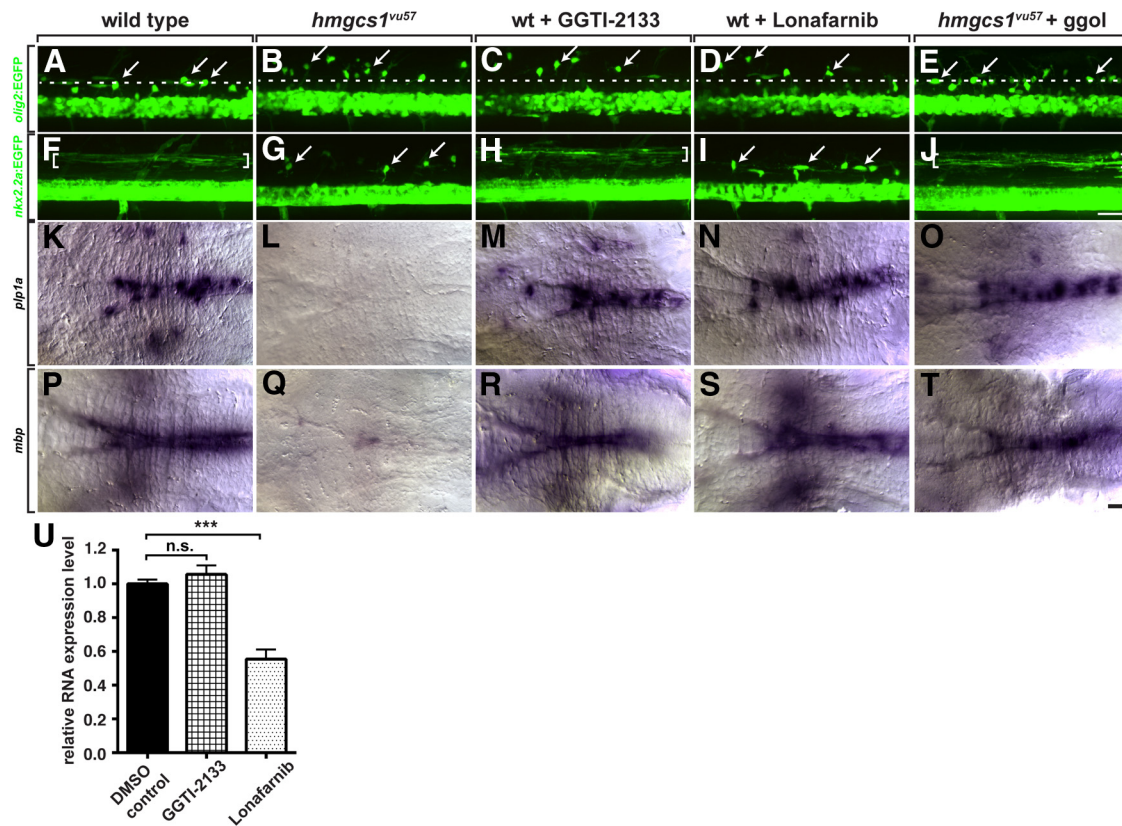 wild type
hmgcs1vu57
wt + GGTI-2133
wt + Lonafarnib
hmgcs1vu57 + ggol
olig2:EGFP
A
B
C
D
E
nkx2.2a:EGFP
F
G
H
I
J
plp1a
K
L
M
N
O
mbp
P
Q
R
S
T
U
***
n.s.
relative RNA expression level
1.2
1.0
0.8
0.6
0.4
0.2
0.0
DMSO
control
GGTI-2133
Lonafarnib